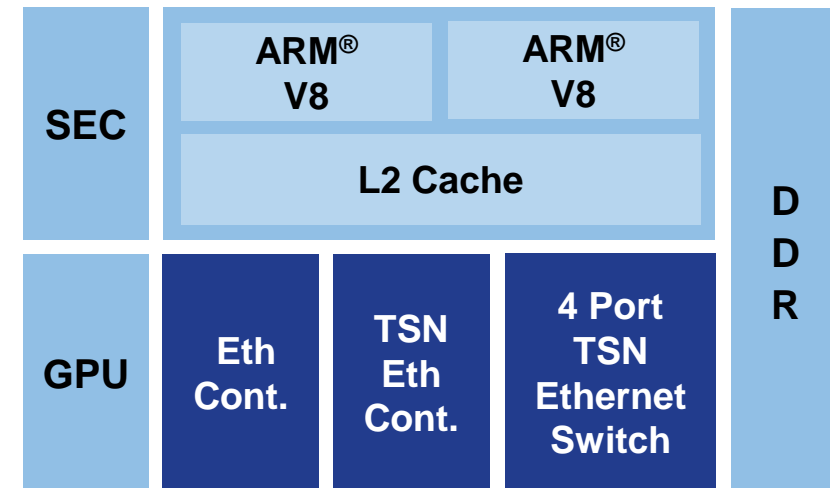 SEC
ARM®
V8
ARM®
V8
L2 Cache
D
D
R
GPU
Eth
Cont.
TSN
Eth
Cont.
4 Port
TSN
Ethernet
Switch